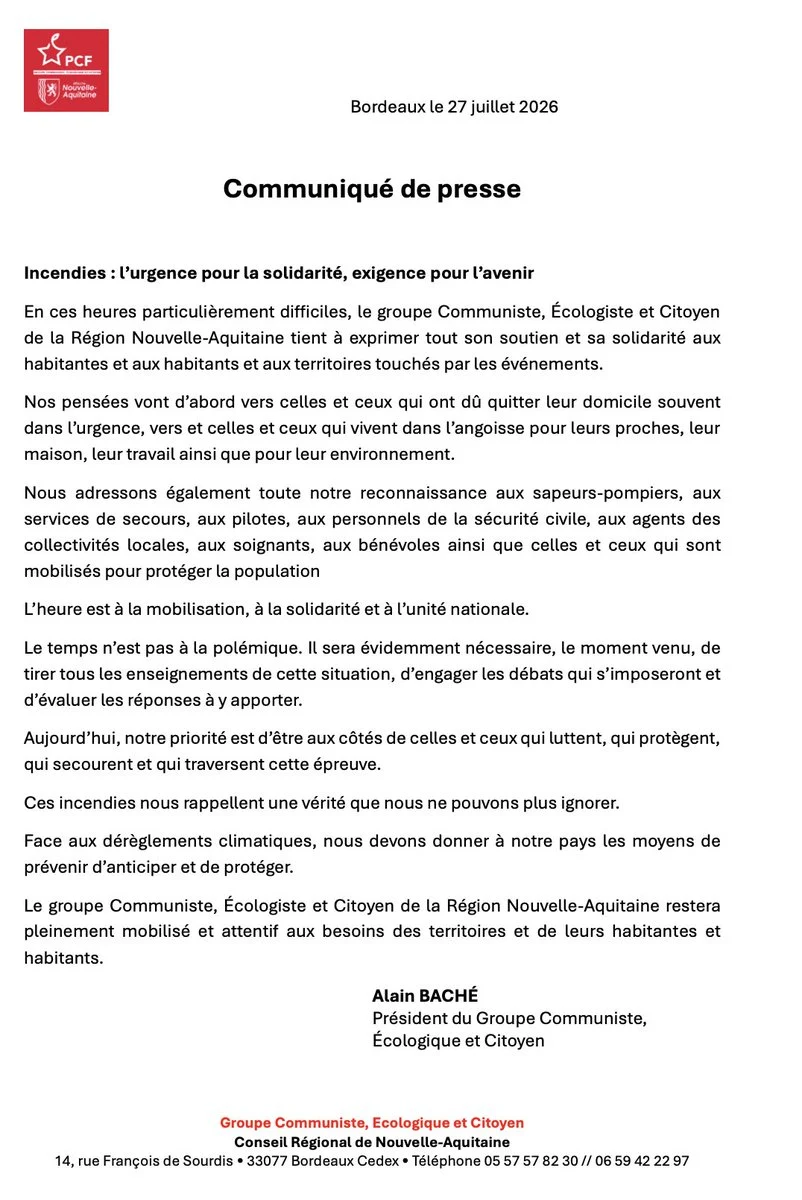 PCF
Nouvelle-
Aquitaine
Bordeaux le 27 juillet 2026
Communiqué de presse
Incendies : l’urgence pour la solidarité, exigence pour l’avenir
En ces heures particulièrement difficiles, le groupe Communiste, Écologiste et Citoyen
de la Région Nouvelle-Aquitaine tient à exprimer tout son soutien et sa solidarité aux
habitantes et aux habitants et aux territoires touchés par les événements.
Nos pensées vont d’abord vers celles et ceux qui ont dû quitter leur domicile souvent
dans l’urgence, vers et celles et ceux qui vivent dans l’angoisse pour leurs proches, leur
maison, leur travail ainsi que pour leur environnement.
Nous adressons également toute notre reconnaissance aux sapeurs-pompiers, aux
services de secours, aux pilotes, aux personnels de la sécurité civile, aux agents des
collectivités locales, aux soignants, aux bénévoles ainsi que celles et ceux qui sont
mobilisés pour protéger la population
L’heure est à la mobilisation, à la solidarité et à l’unité nationale.
Le temps n’est pas à la polémique. Il sera évidemment nécessaire, le moment venu, de
tirer tous les enseignements de cette situation, d’engager les débats qui s’imposeront et
d’évaluer les réponses à y apporter.
Aujourd’hui, notre priorité est d’être aux côtés de celles et ceux qui luttent, qui protègent,
qui secourent et qui traversent cette épreuve.
Ces incendies nous rappellent une vérité que nous ne pouvons plus ignorer.
Face aux dérèglements climatiques, nous devons donner à notre pays les moyens de
prévenir d’anticiper et de protéger.
Le groupe Communiste, Écologiste et Citoyen de la Région Nouvelle-Aquitaine restera
pleinement mobilisé et attentif aux besoins des territoires et de leurs habitantes et
habitants.
Alain BACHÉ
Président du Groupe Communiste,
Écologique et Citoyen
Groupe Communiste, Ecologique et Citoyen
Conseil Régional de Nouvelle-Aquitaine
14, rue François de Sourdis • 33077 Bordeaux Cedex • Téléphone 05 57 57 82 30 // 06 59 42 22 97